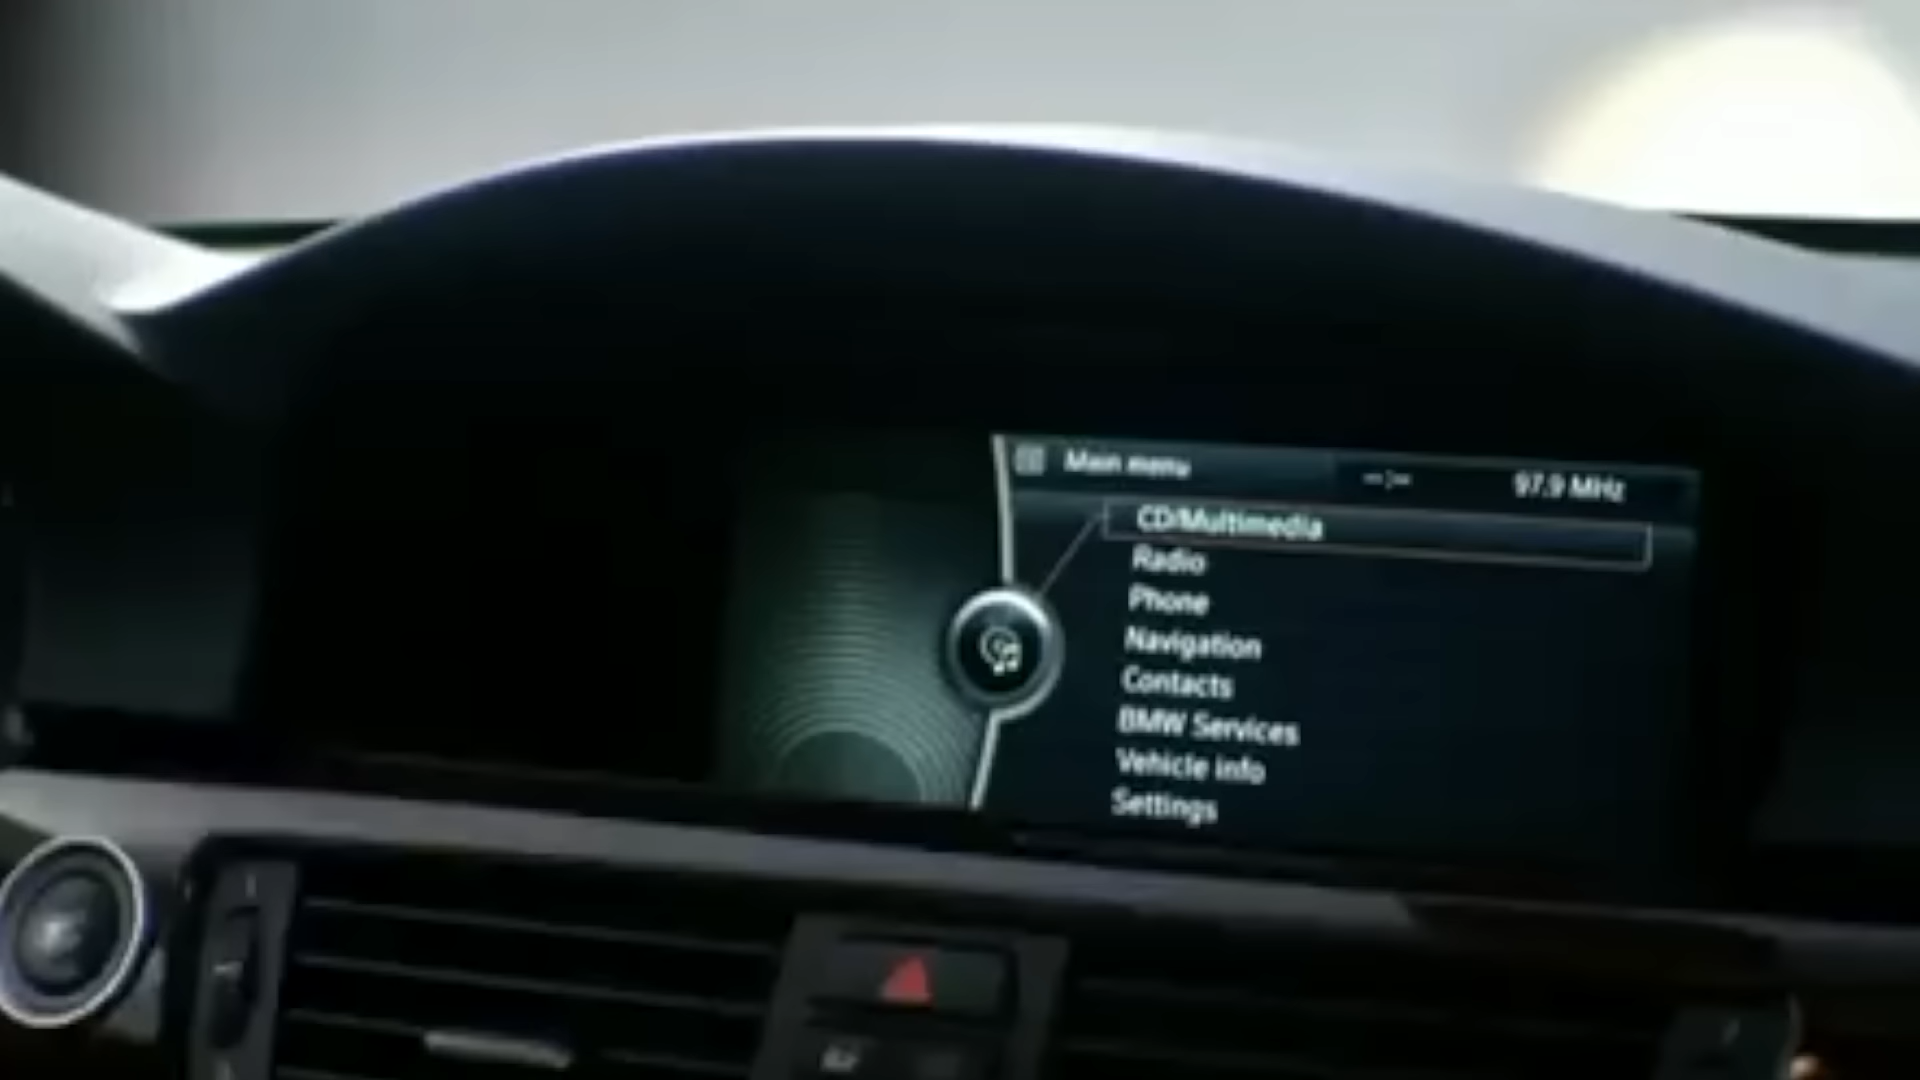 Main menu
--:--
97.9 MHz
CD/Multimedia
Radio
Phone
Navigation
Contacts
BMW Services
Vehicle info
Settings